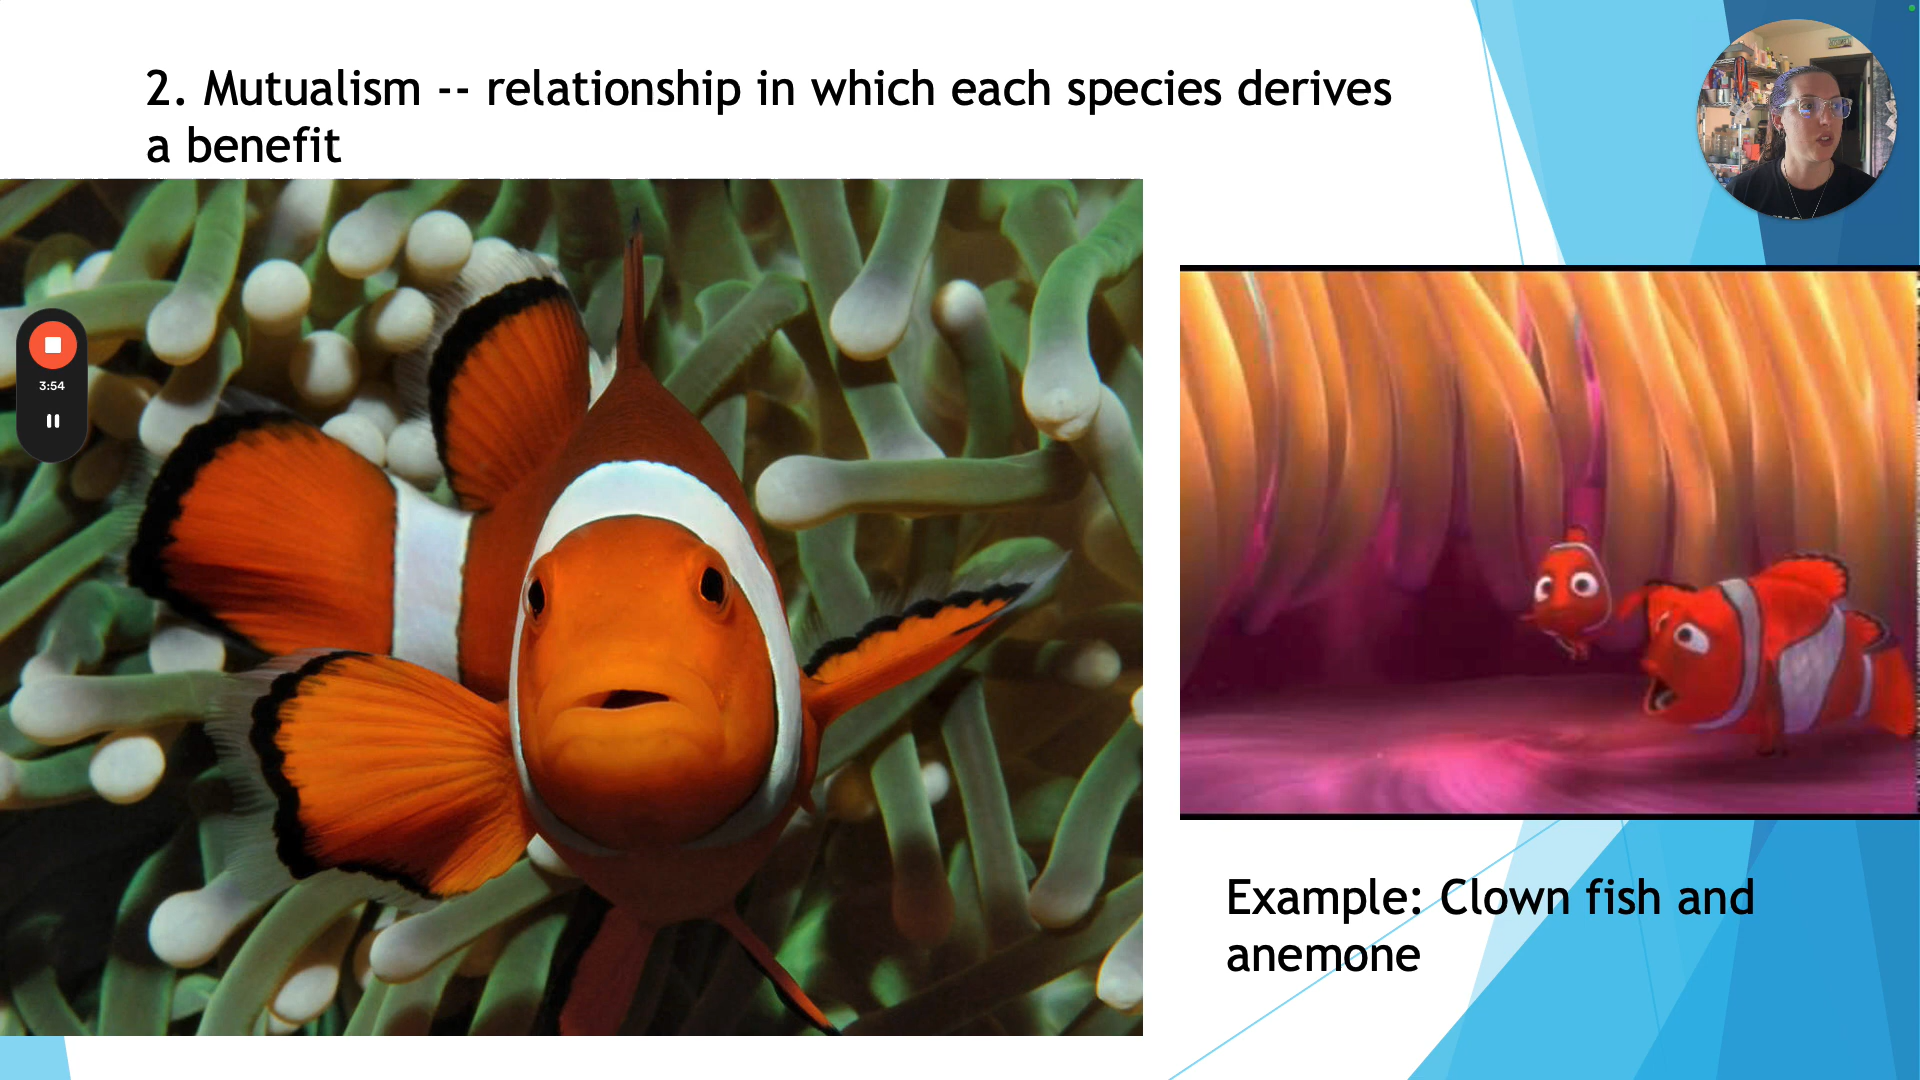 2. Mutualism -- relationship in which each species derives
a benefit
3:54
Example: Clown fish and
anemone